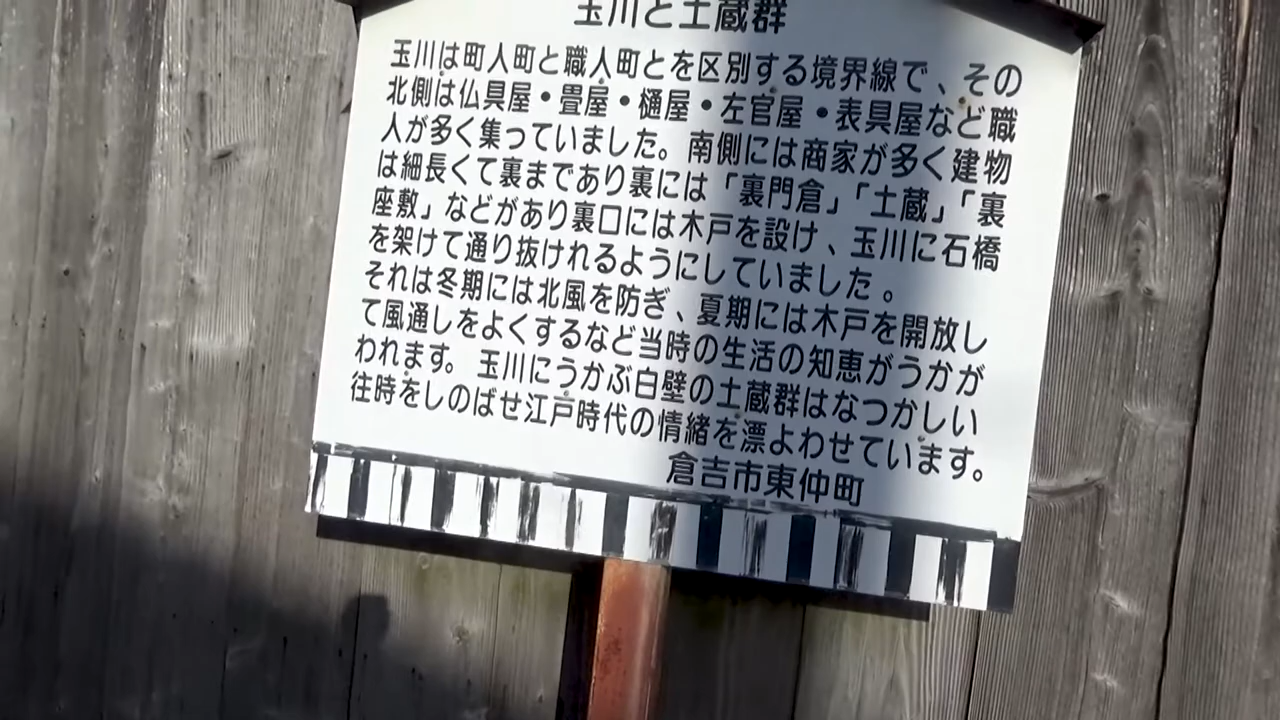 玉川と土蔵群
玉川は町人町と職人町とを区別する境界線で、その
北側は仏具屋・畳屋・樋屋・左官屋・表具屋など職
人が多く集っていました。南側には商家が多く建物
は細長くて裏まであり裏には「裏門倉」「土蔵」「裏
座敷」などがあり裏口には木戸を設け、玉川に石橋
を架けて通り抜けれるようにしていました。
それは冬期には北風を防ぎ、夏期には木戸を開放し
て風通しをよくするなど当時の生活の知恵がうかが
われます。玉川にうかぶ白壁の土蔵群はなつかしい
往時をしのばせ江戸時代の情緒を漂よわせています。
倉吉市東仲町